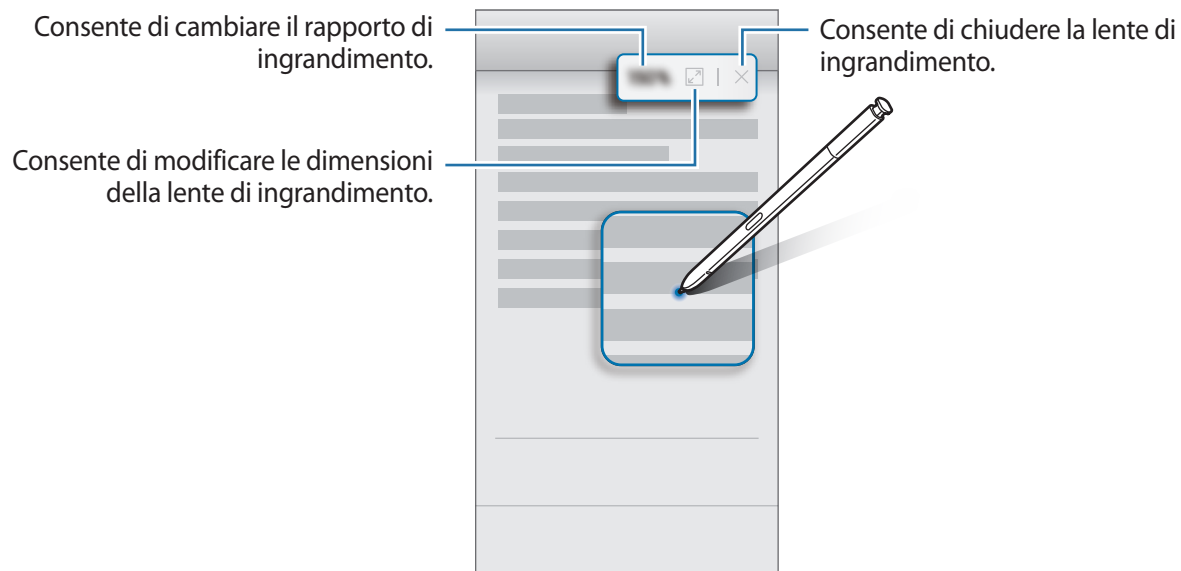 Consente di cambiare il rapporto di
ingrandimento.
Consente di chiudere la lente di
ingrandimento.
Consente di modificare le dimensioni
della lente di ingrandimento.